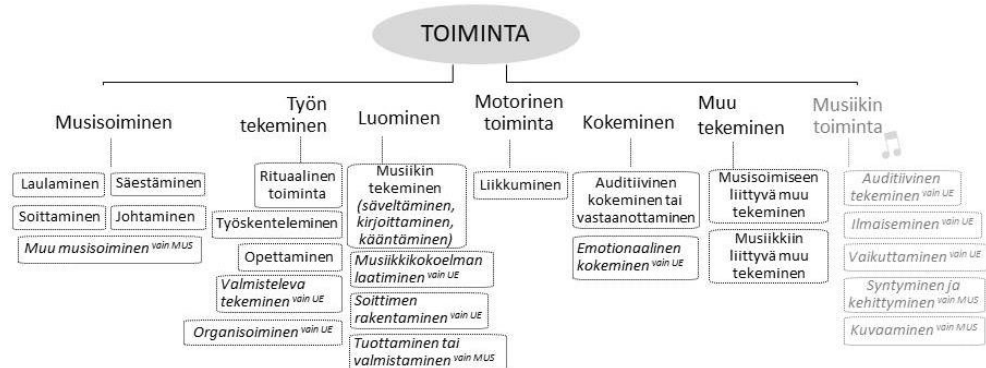 TOIMINTA
Musisoiminen
Laulaminen
Säestäminen
Soittaminen
Johtaminen
Muu musisoiminen vain MUS
Työn
tekeminen
Rituaalinen
toiminta
Työskenteleminen
Opettaminen
Valmisteleva
tekeminen vain UE
Organisoiminen vain UE
Luominen
Musiikin
tekeminen
(säveltäminen,
kirjoittaminen,
kääntäminen)
Musiikkikokoelman
laatiminen vain UE
Soittimen
rakentaminen vain UE
Tuottaminen tai
valmistaminen vain MUS
Motorinen
toiminta
Liikkuminen
Kokeminen
Auditiivinen
kokeminen tai
vastaanottaminen
Emotionaalinen
kokeminen vain UE
Muu
tekeminen
Musisoimiseen
liittyvä muu
tekeminen
Musiikkiin
liittyvä muu
tekeminen
Musiikin
toiminta
Auditiivinen
tekeminen vain UE
Ilmaiseminen vain UE
Vaikuttaminen vain UE
Syntyminen ja
kehittyminen vain MUS
Kuvaaminen vain MUS